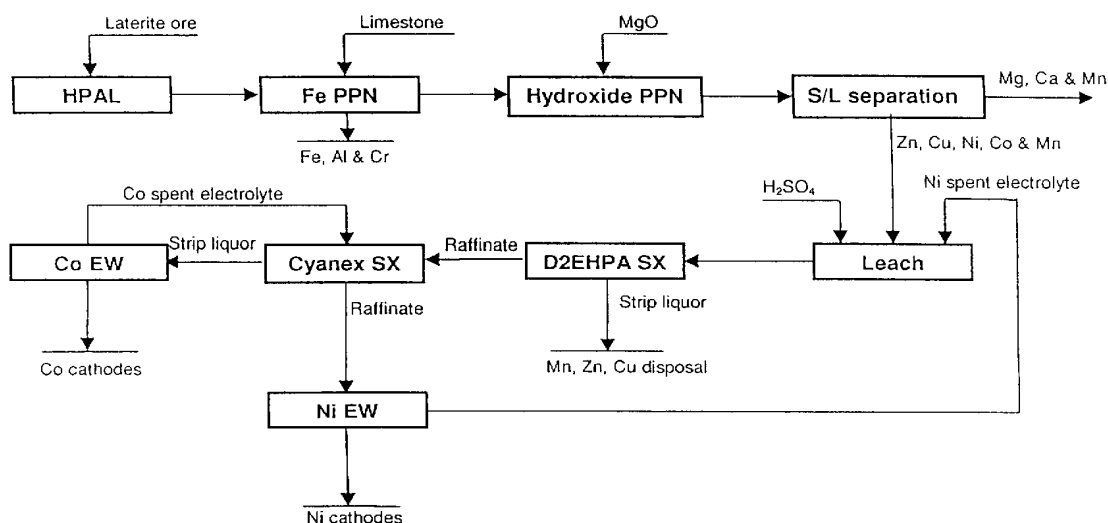 Laterite ore
Limestone
MgO
HPAL
Fe PPN
Hydroxide PPN
S/L separation
Mg, Ca & Mn
Fe, Al & Cr
Zn, Cu, Ni, Co & Mn
Co spent electrolyte
H₂SO₄
Ni spent electrolyte
Strip liquor
Raffinate
Co EW
Cyanex SX
D2EHPA SX
Leach
Raffinate
Strip liquor
Co cathodes
Mn, Zn, Cu disposal
Ni EW
Ni cathodes